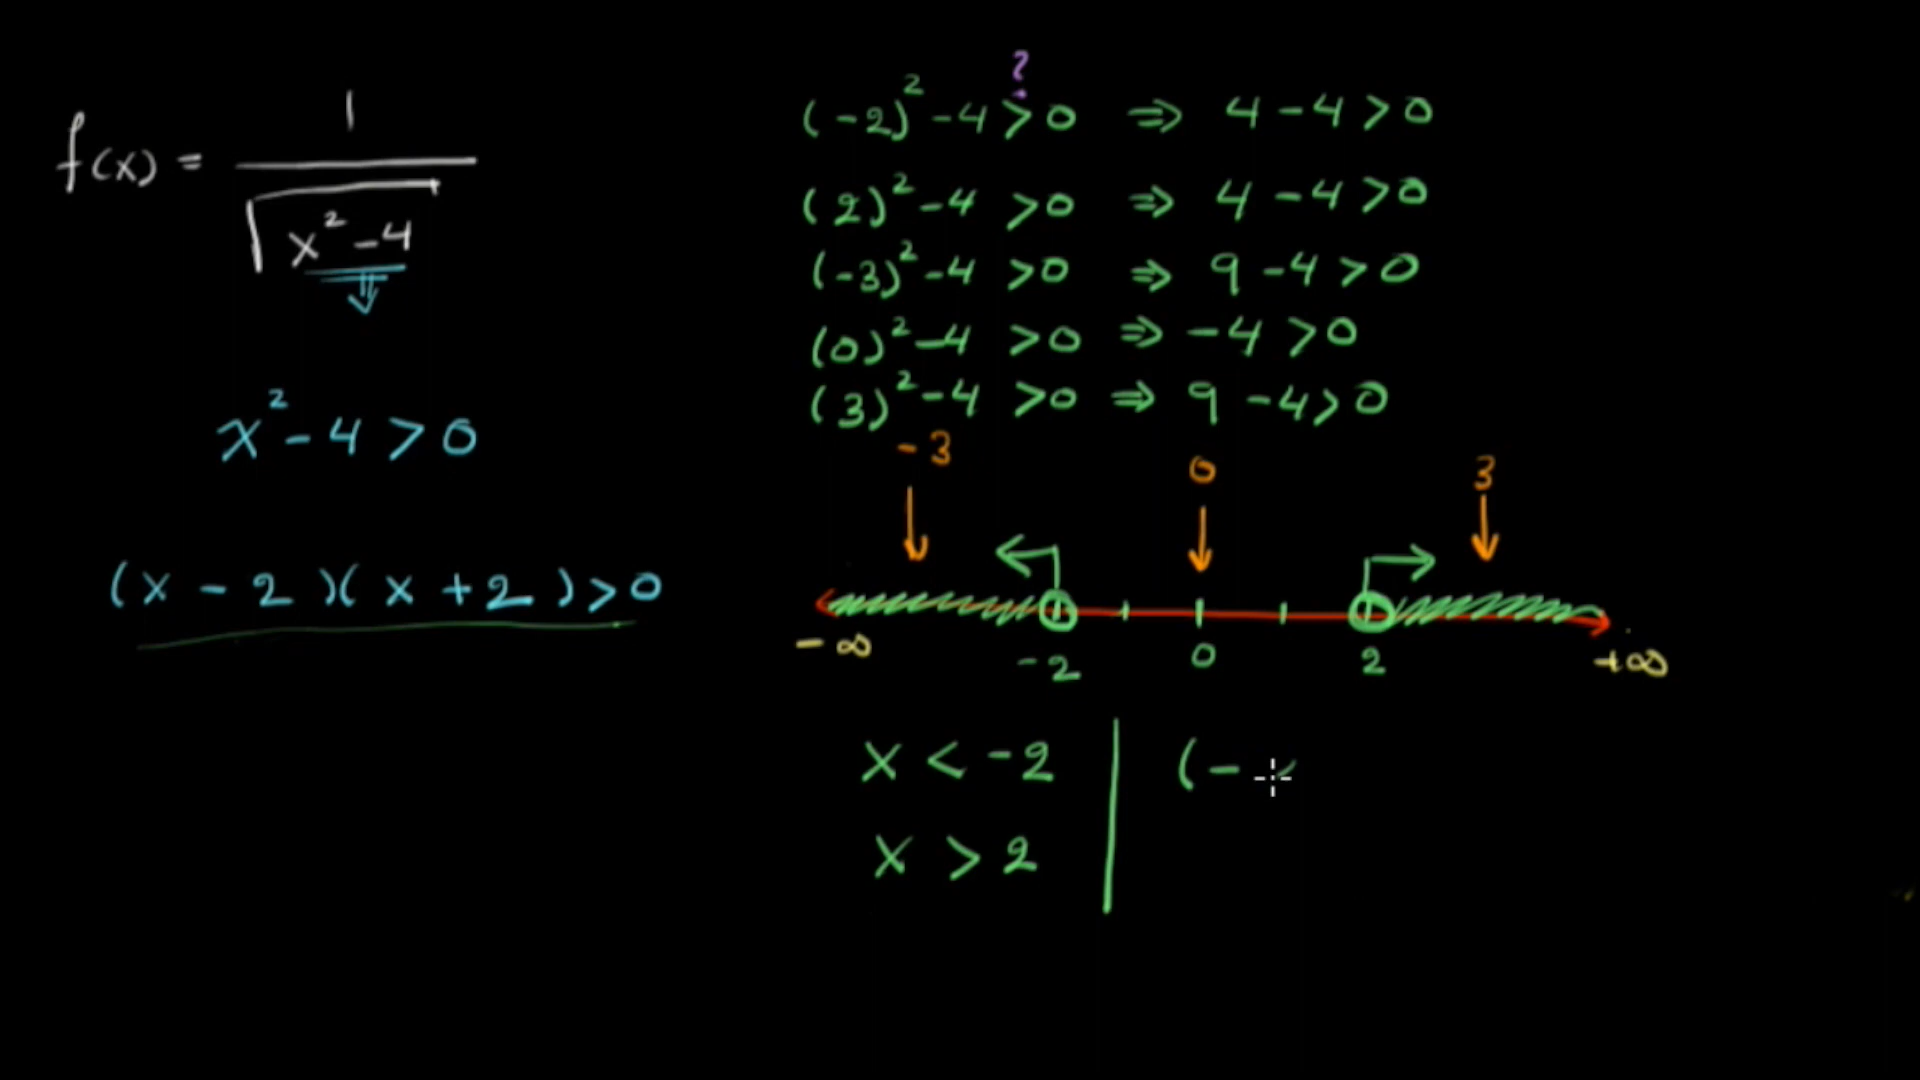 f(x) = 1 / √(x² - 4)
x² - 4 > 0
(x - 2)(x + 2) > 0
?
(-2)² - 4 > 0 ⇒ 4 - 4 > 0
(2)² - 4 > 0 ⇒ 4 - 4 > 0
(-3)² - 4 > 0 ⇒ 9 - 4 > 0
(0)² - 4 > 0 ⇒ -4 > 0
(3)² - 4 > 0 ⇒ 9 - 4 > 0
-3 0 3
-∞ -2 0 2 +∞
x < -2 | (-
x > 2